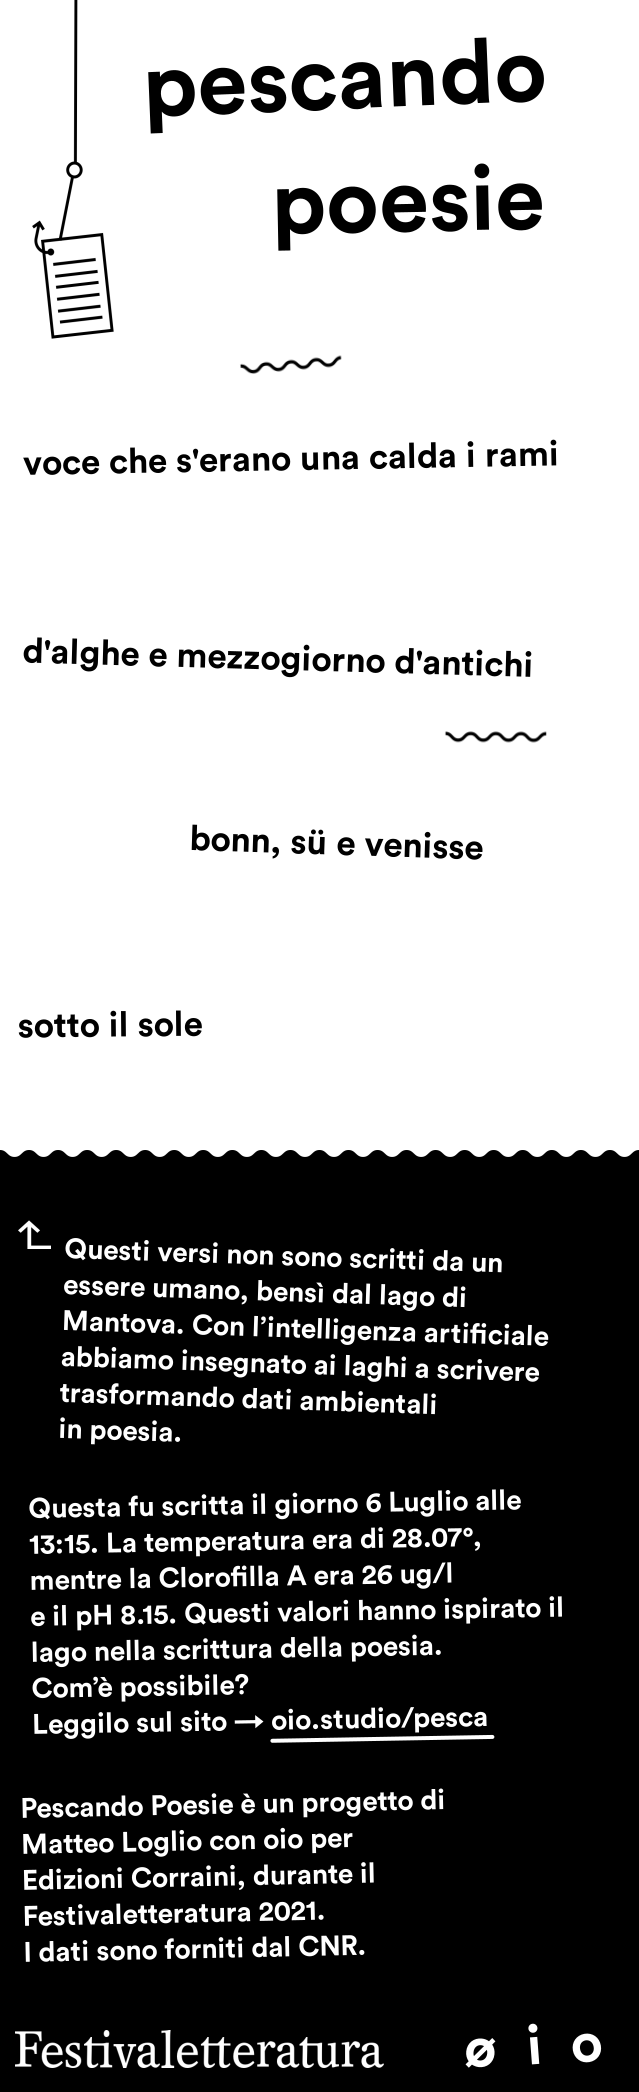 pescando
poesie
voce che s'erano una calda i rami
d'alghe e mezzogiorno d'antichi
bonn, sü e venisse
sotto il sole
Questi versi non sono scritti da un
essere umano, bensì dal lago di
Mantova. Con l’intelligenza artificiale
abbiamo insegnato ai laghi a scrivere
trasformando dati ambientali
in poesia.
Questa fu scritta il giorno 6 Luglio alle
13:15. La temperatura era di 28.07°,
mentre la Clorofilla A era 26 ug/l
e il pH 8.15. Questi valori hanno ispirato il
lago nella scrittura della poesia.
Com’è possibile?
Leggilo sul sito → oio.studio/pesca
Pescando Poesie è un progetto di
Matteo Loglio con oio per
Edizioni Corraini, durante il
Festivaletteratura 2021.
I dati sono forniti dal CNR.
Festivaletteratura ø i o